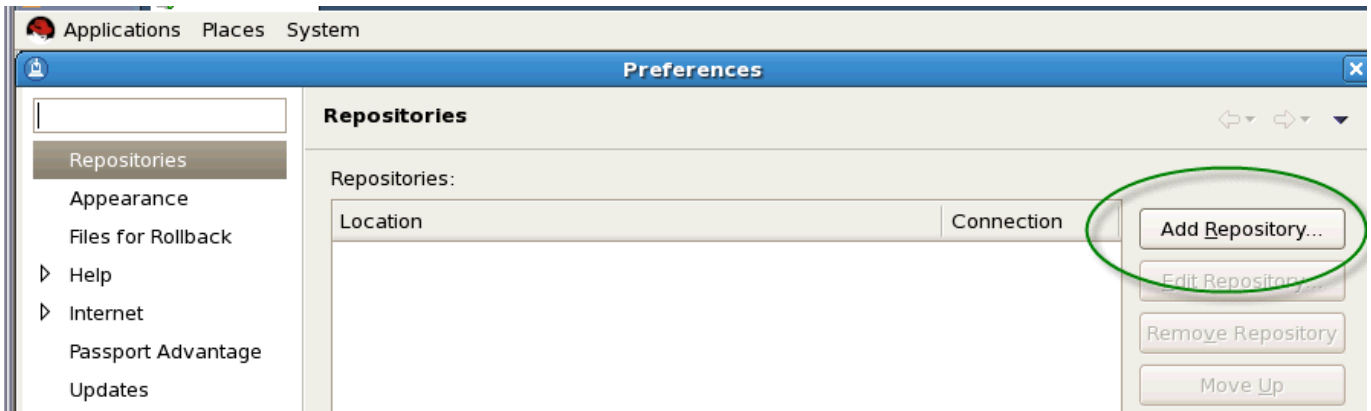 Applications Places System
Preferences
Repositories
Repositories
Appearance
Files for Rollback
Help
Internet
Passport Advantage
Updates
Repositories:
Location Connection
Add Repository...
Edit Repository...
Remove Repository
Move Up